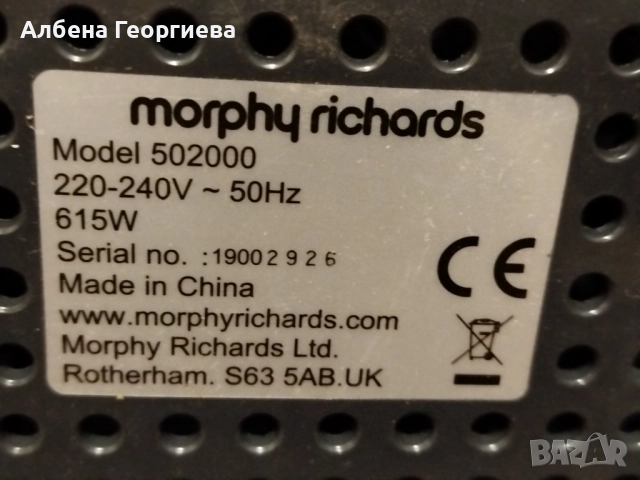 Албена Георгиева
morphy richards
Model 502000
220-240V ~ 50Hz
615W
Serial no. :19002926
Made in China
CE
www.morphyrichards.com
Morphy Richards Ltd.
Rotherham. S63 5AB.UK
BAZAR